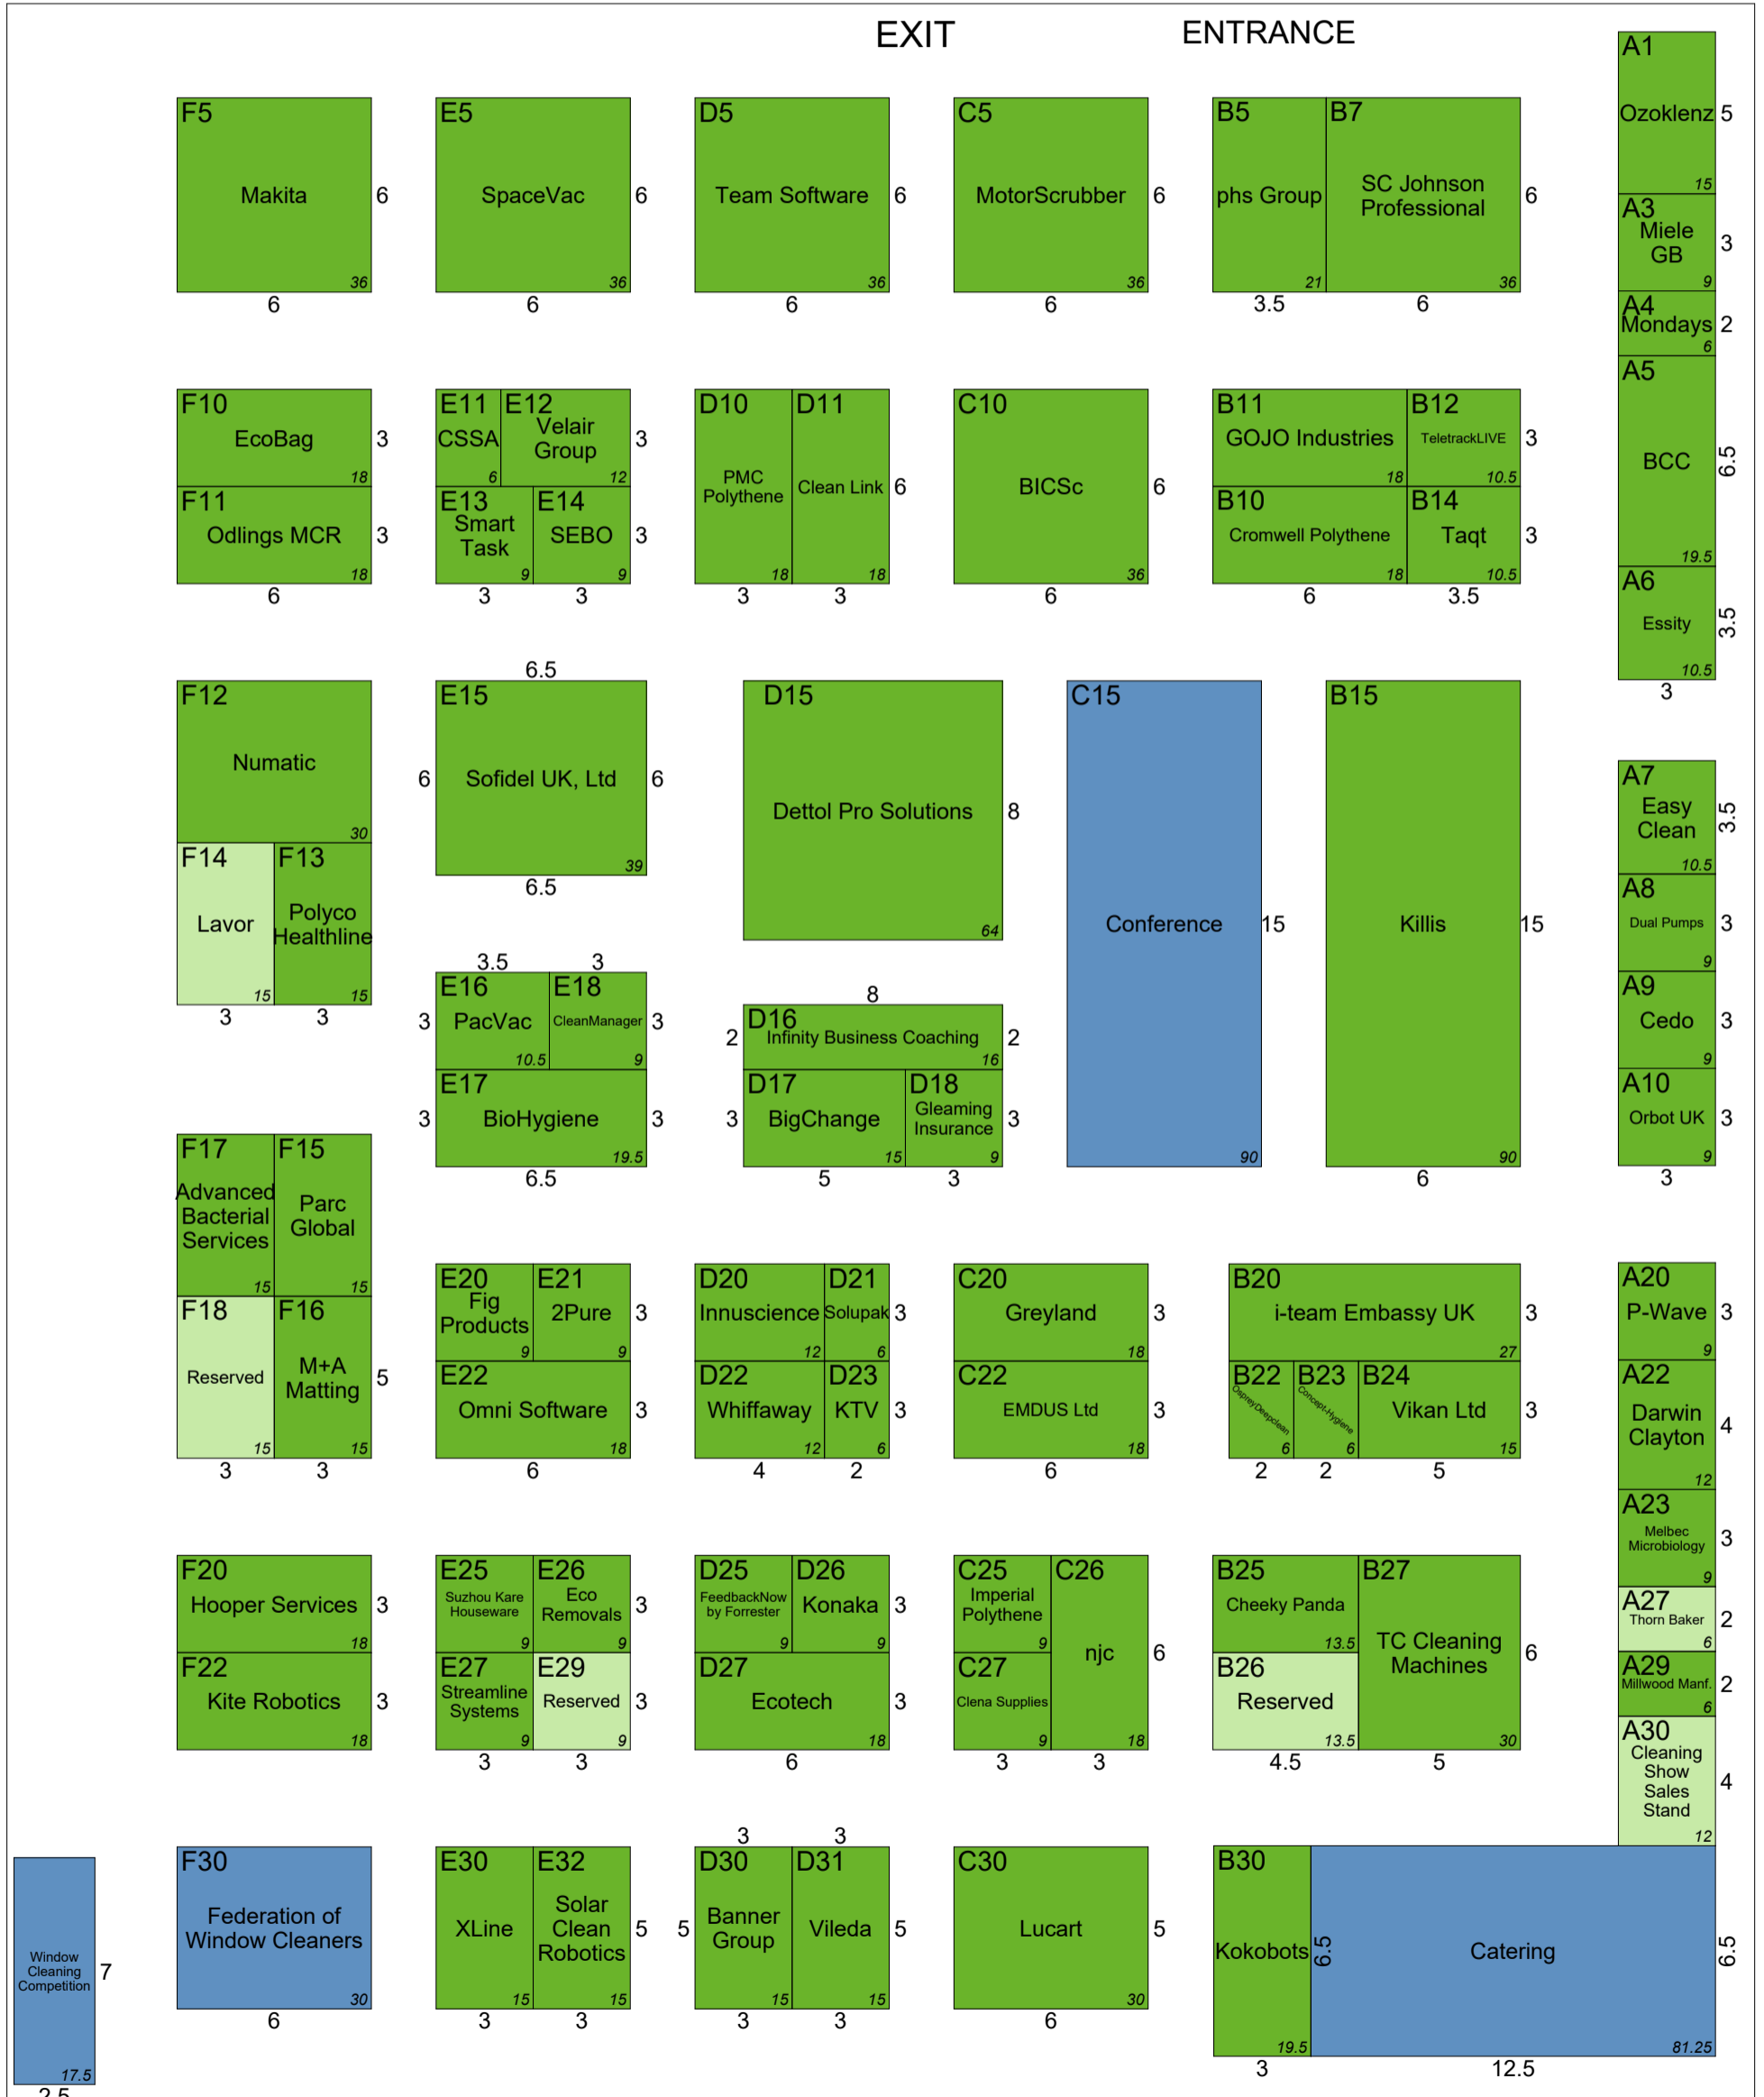 EXIT
ENTRANCE
A1
Ozoklenz
5
15
A3
Miele
GB
3
9
A4
Mondays
2
6
A5
BCC
6.5
19.5
A6
Essity
3.5
10.5
3
F5
Makita
6
36
6
E5
SpaceVac
6
36
6
D5
Team Software
6
36
6
C5
MotorScrubber
6
36
6
B5
phs Group
21
3.5
B7
SC Johnson
Professional
6
36
6
F10
EcoBag
3
18
F11
Odlings MCR
3
18
6
E11
CSSA
6
E12
Velair
Group
3
12
E13
Smart
Task
9
3
E14
SEBO
3
9
3
D10
PMC
Polythene
18
3
D11
Clean Link
6
18
3
C10
BICSc
6
36
6
B11
GOJO Industries
18
B12
TeletrackLIVE
3
10.5
B10
Cromwell Polythene
18
6
B14
Taqt
3
10.5
3.5
F12
Numatic
30
F14
Lavor
15
3
F13
Polyco
Healthline
15
3
6.5
E15
6
Sofidel UK, Ltd
6
39
6.5
D15
Dettol Pro Solutions
8
64
C15
Conference
15
90
B15
Killis
15
90
6
A7
Easy
Clean
3.5
10.5
A8
Dual Pumps
3
9
A9
Cedo
3
9
A10
Orbot UK
3
9
3
3.5
3
E16
3
PacVac
10.5
E18
CleanManager
3
9
E17
3
BioHygiene
3
19.5
6.5
8
D16
2
Infinity Business Coaching
2
16
D17
3
BigChange
15
5
D18
Gleaming
Insurance
3
9
3
F17
Advanced
Bacterial
Services
15
F15
Parc
Global
15
F18
Reserved
15
3
F16
M+A
Matting
5
15
3
E20
Fig
Products
9
E21
2Pure
3
9
E22
Omni Software
3
18
6
D20
Innuscience
12
D21
Solupak
3
6
D22
Whiffaway
12
4
D23
KTV
3
6
2
C20
Greyland
3
18
C22
EMDUS Ltd
3
18
6
B20
i-team Embassy UK
3
27
B22
OspreyDeepclean
6
2
B23
Concept-Hygiene
6
2
B24
Vikan Ltd
3
15
5
A20
P-Wave
3
9
A22
Darwin
Clayton
4
12
A23
Melbec
Microbiology
3
9
A27
Thorn Baker
2
6
A29
Millwood Manf.
2
6
A30
Cleaning
Show
Sales
Stand
4
12
F20
Hooper Services
3
18
F22
Kite Robotics
3
18
E25
Suzhou Kare
Houseware
9
E26
Eco
Removals
3
9
E27
Streamline
Systems
9
3
E29
Reserved
3
9
3
D25
FeedbackNow
by Forrester
9
D26
Konaka
3
9
D27
Ecotech
3
18
6
C25
Imperial
Polythene
9
C26
njc
6
18
3
C27
Clena Supplies
9
3
B25
Cheeky Panda
13.5
B26
Reserved
13.5
4.5
B27
TC Cleaning
Machines
6
30
5
Window
Cleaning
Competition
7
17.5
2.5
F30
Federation of
Window Cleaners
30
6
E30
XLine
15
3
E32
Solar
Clean
Robotics
5
15
3
3
3
D30
5
Banner
Group
15
3
D31
Vileda
5
15
3
C30
Lucart
5
30
6
B30
Kokobots
6.5
19.5
3
Catering
6.5
81.25
12.5